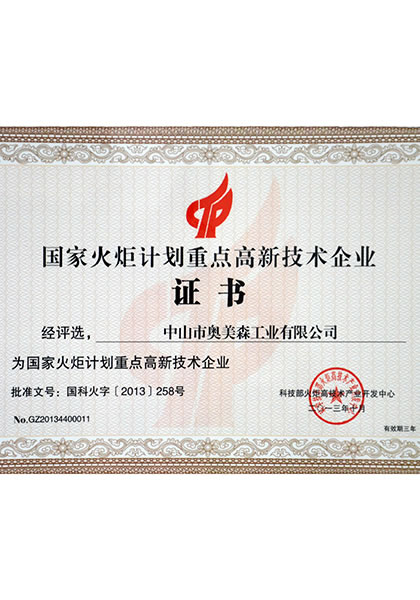 CTP
国家火炬计划重点高新技术企业
证书
经评选， 中山市奥美森工业有限公司
为国家火炬计划重点高新技术企业
批准文号：国科火字〔2013〕258号
科技部火炬高技术产业开发中心
二〇一三年十月
No.GZ20134400011
有效期三年